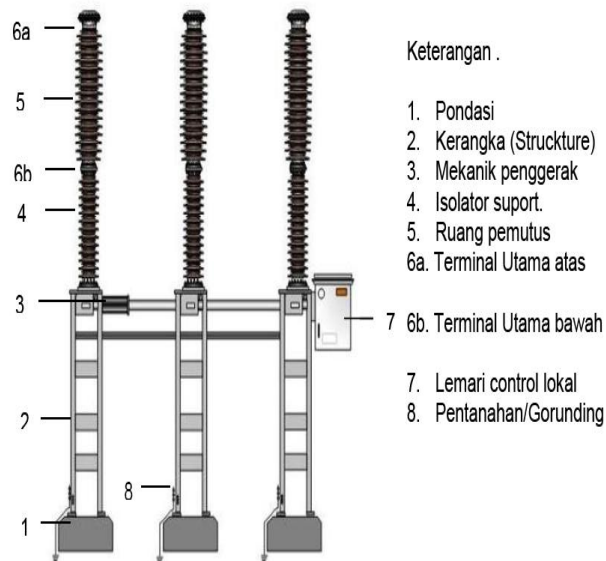 6a
5
6b
4
3
2
8
1
7
Keterangan .
1. Pondasi
2. Kerangka (Struckture)
3. Mekanik penggerak
4. Isolator suport.
5. Ruang pemutus
6a. Terminal Utama atas
6b. Terminal Utama bawah
7. Lemari control lokal
8. Pentanahan/Gorunding